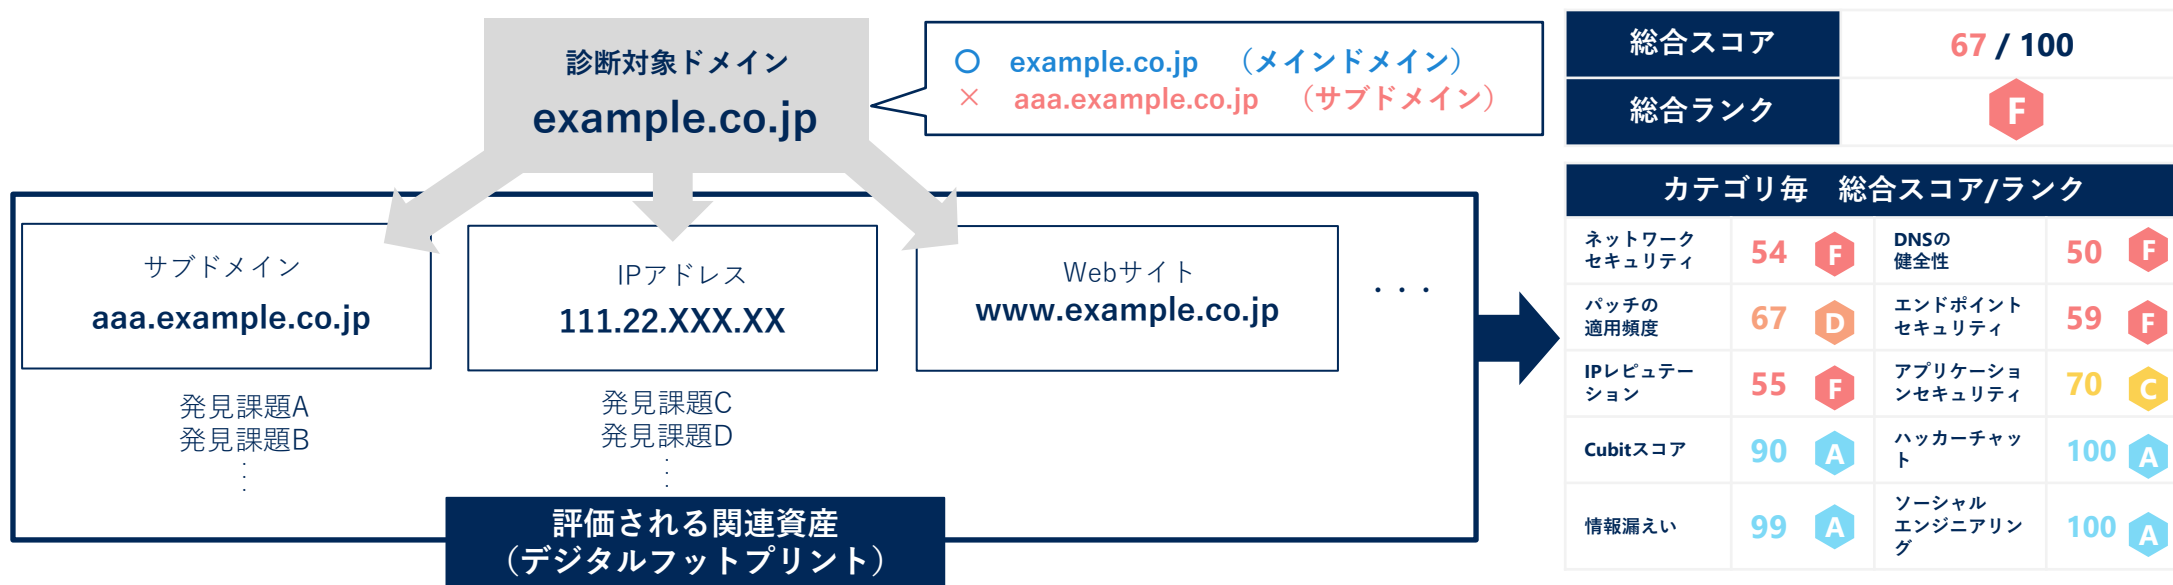 診断対象ドメイン
example.co.jp
〇 example.co.jp （メインドメイン）
× aaa.example.co.jp （サブドメイン）
サブドメイン
aaa.example.co.jp
発見課題A
発見課題B
⋮
IPアドレス
111.22.XXX.XX
発見課題C
発見課題D
⋮
Webサイト
www.example.co.jp
・・・
評価される関連資産
（デジタルフットプリント）
総合スコア 67 / 100
総合ランク F
カテゴリ毎 総合スコア/ランク
ネットワーク
セキュリティ
54 F
DNSの
健全性
50 F
パッチの
適用頻度
67 D
エンドポイント
セキュリティ
59 F
IPレピュテー
ション
55 F
アプリケーショ
ンセキュリティ
70 C
Cubitスコア
90 A
ハッカーチャッ
ト
100 A
情報漏えい
99 A
ソーシャル
エンジニアリン
グ
100 A